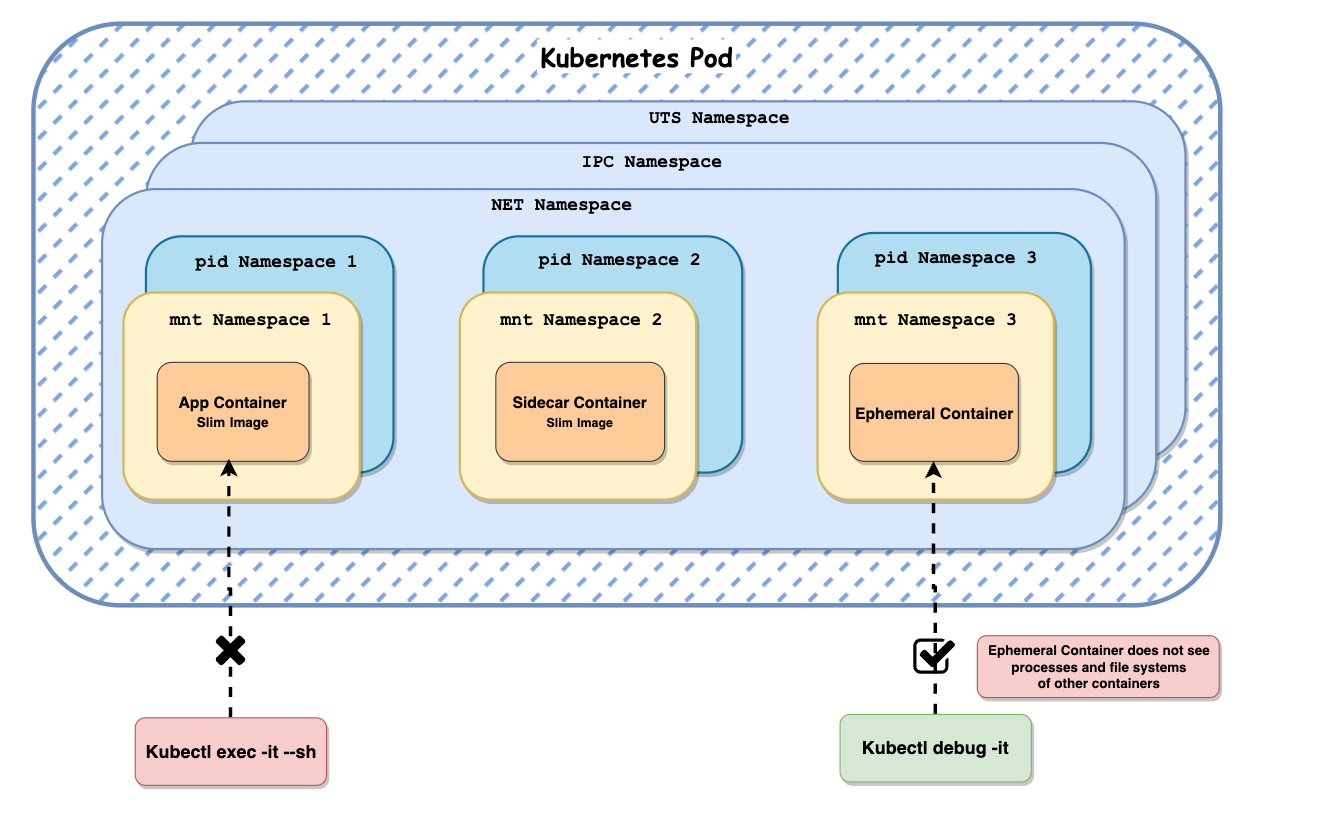 Kubernetes Pod
UTS Namespace
IPC Namespace
NET Namespace
pid Namespace 1
mnt Namespace 1
App Container
Slim Image
pid Namespace 2
mnt Namespace 2
Sidecar Container
Slim Image
pid Namespace 3
mnt Namespace 3
Ephemeral Container
Kubectl exec -it --sh
Kubectl debug -it
Ephemeral Container does not see
processes and file systems
of other containers